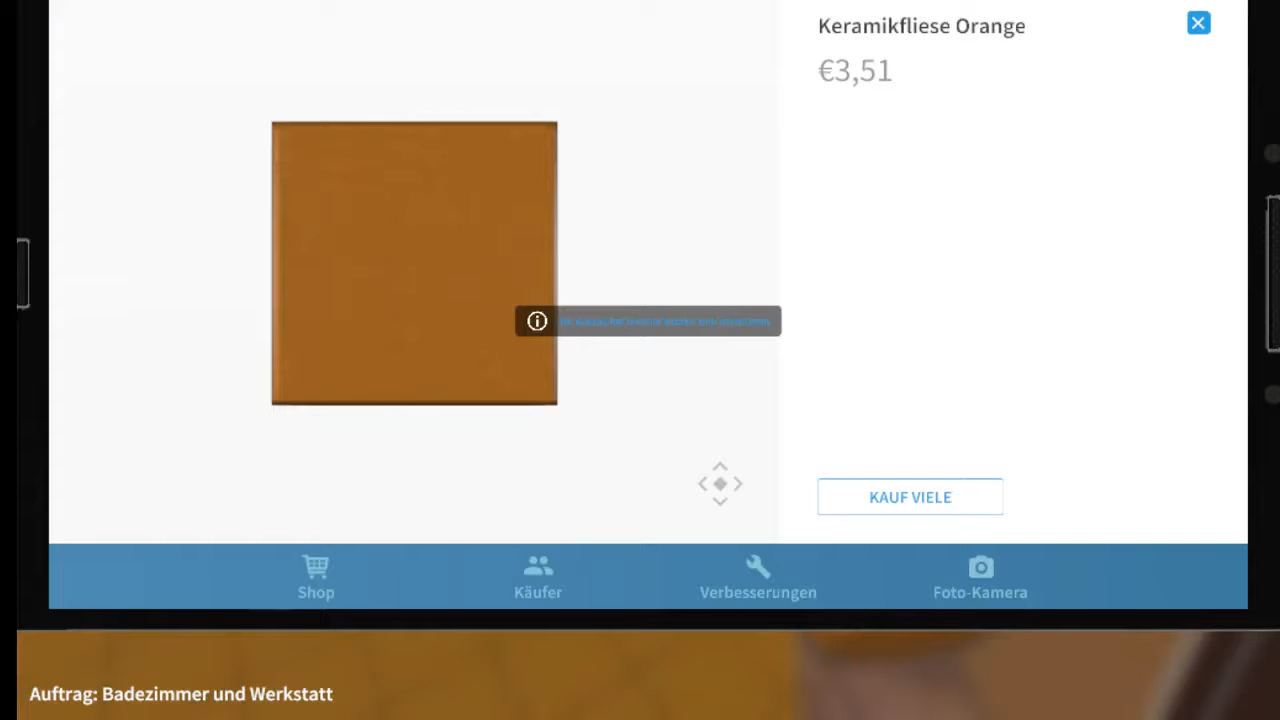 Keramikfliese Orange
€3,51
KAUF VIELE
Shop
Käufer
Verbesserungen
Foto-Kamera
Auftrag: Badezimmer und Werkstatt